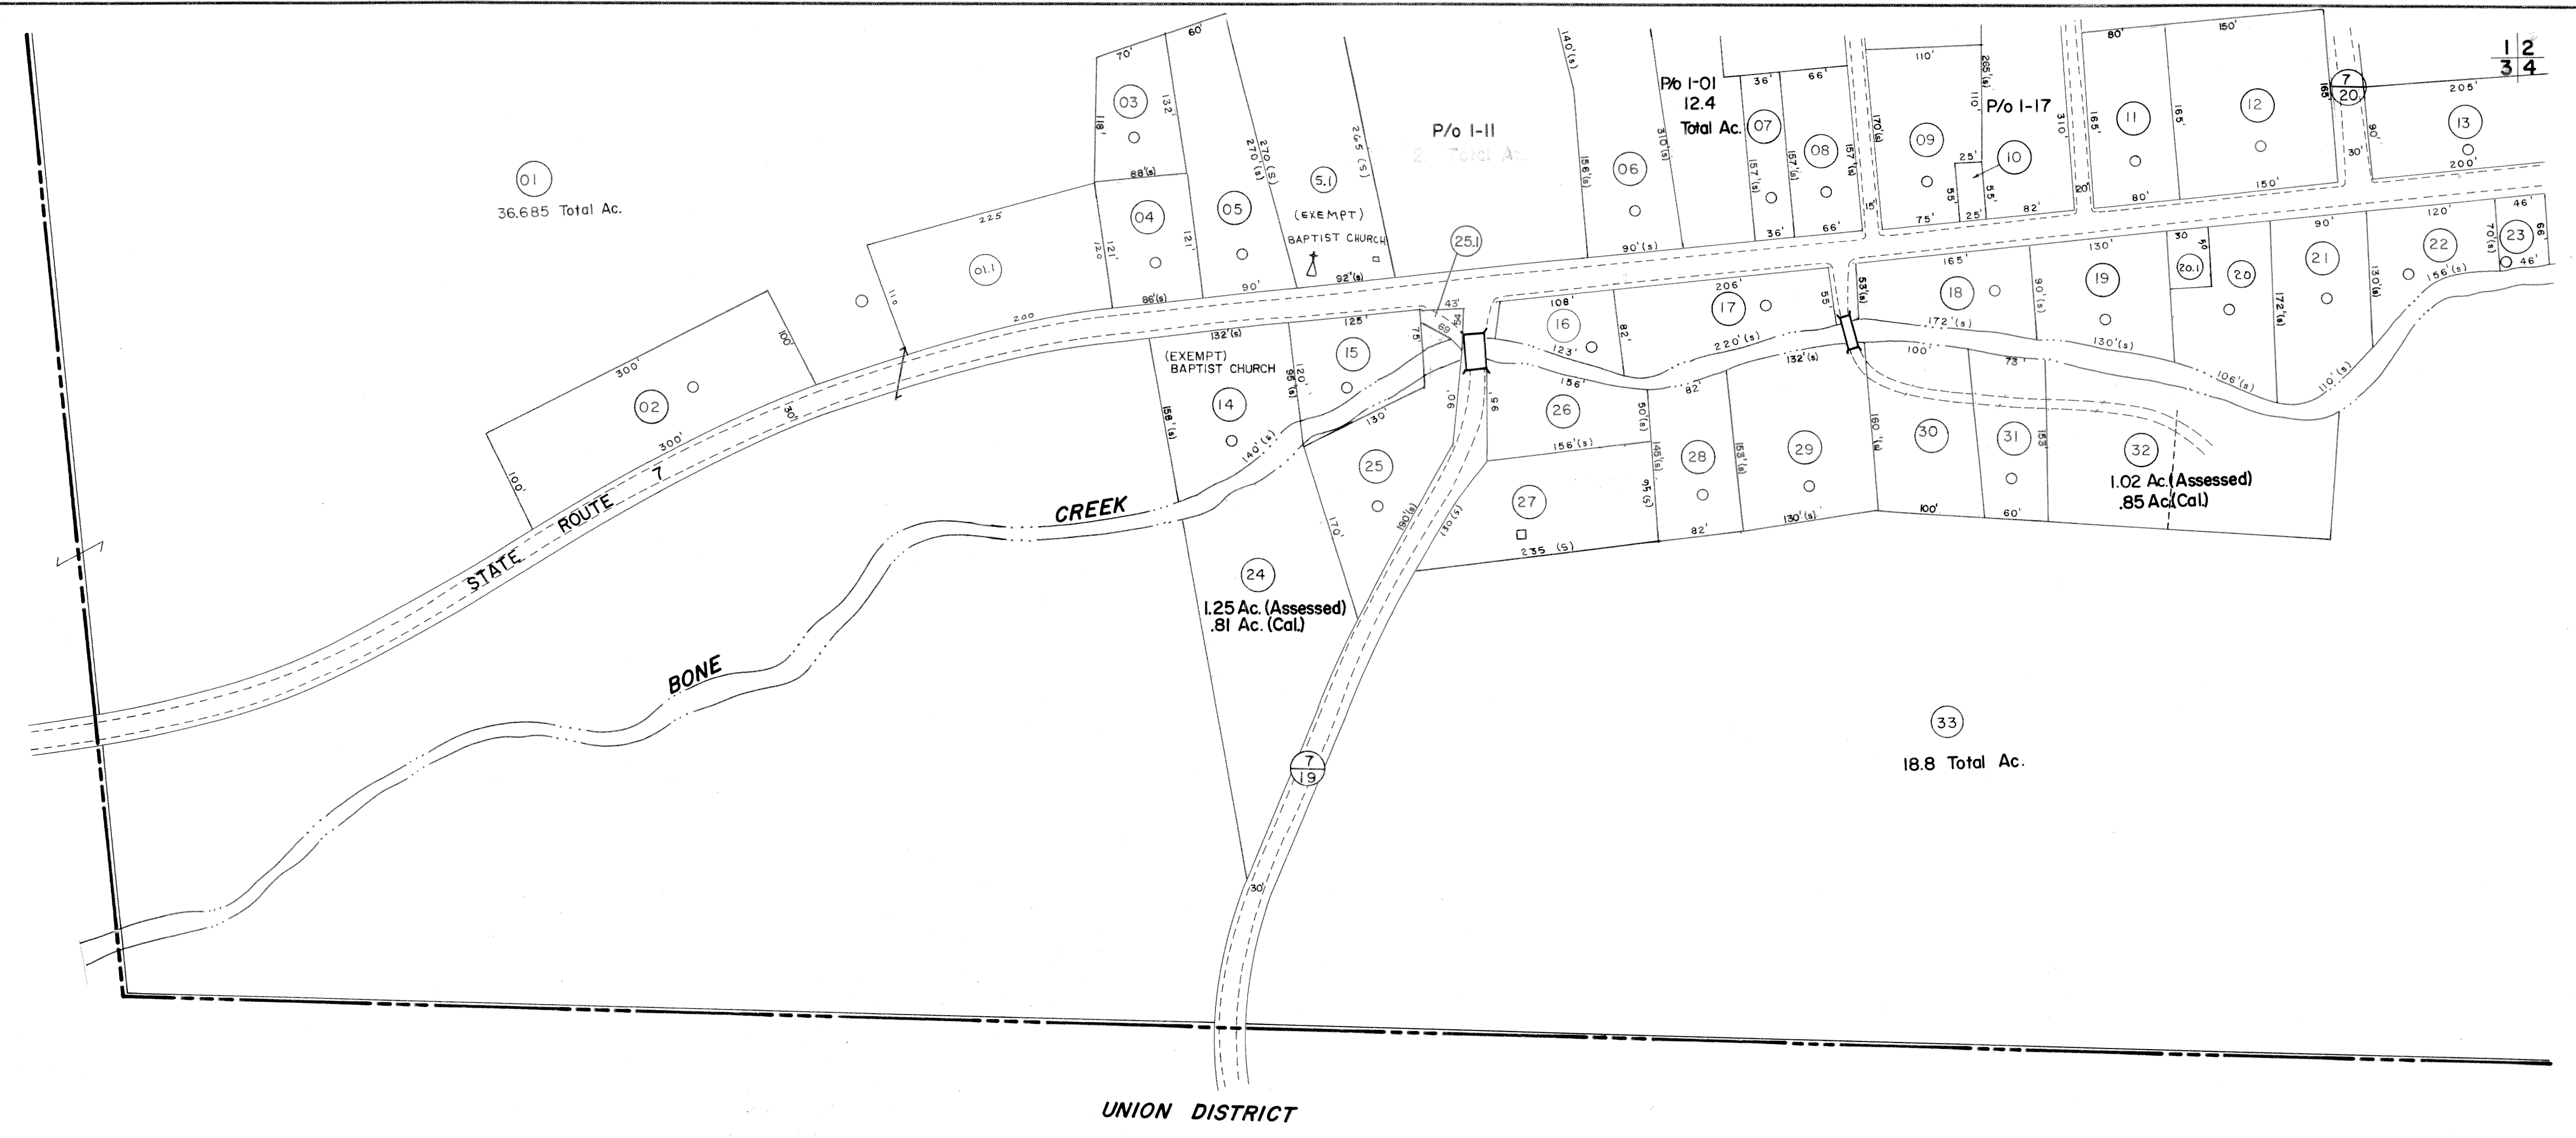 1 2
3 4
01
36.685 Total Ac.
70'
60'
03
132'
118'
88'(s)
04
121'
120
121'
86'(s)
05
90'
270 (S)
270'(s)
5.1
(EXEMPT)
BAPTIST CHURCH
92'(s)
265 (S)
P/o 1-11
140'(s)
156'(s)
06
310'(s)
90'(s)
P/o 1-01
12.4
Total Ac.
36'
66'
07
157'(s)
36'
08
157'(s)
157'(s)
66'
170'(s)
15'
110'
09
75'
265'(s)
110'
25'
55'
55'
25'
10
P/o 1-17
82'
310'
20'
80'
165'
11
165'
80'
150'
12
165'
150'
7
20
30'
90'
205'
13
200'
225
01.1
110
200
300'
100'
100'
02
300'
30'
STATE ROUTE 7
132'(s)
(EXEMPT)
BAPTIST CHURCH
14
158'(s)
140'(s)
125'
15
120'
95'(s)
75'
130'
25.1
43'
69
54
108'
16
82'
123'
206'
17
55'
220'(s)
53'(s)
165'
18
90'(s)
172'(s)
130'
19
130'(s)
30
50
20.1
20
106'(s)
90'
21
172'(s)
110'(s)
120'
22
130'(s)
156'(s)
46'
70'(s)
23
66'
46'
25
170'
90'
190'(s)
95'
156'
26
156'(s)
50'(s)
130(s)
27
235 (S)
145'(s)
95(s)
82'
28
153'(s)
82'
132'(s)
29
130'(s)
160'(s)
100'
30
100'
73'
31
153'
60'
32
1.02 Ac.(Assessed)
.85 Ac.(Cal.)
BONE CREEK
24
1.25 Ac. (Assessed)
.81 Ac. (Cal.)
7
19
30'
33
18.8 Total Ac.
UNION DISTRICT